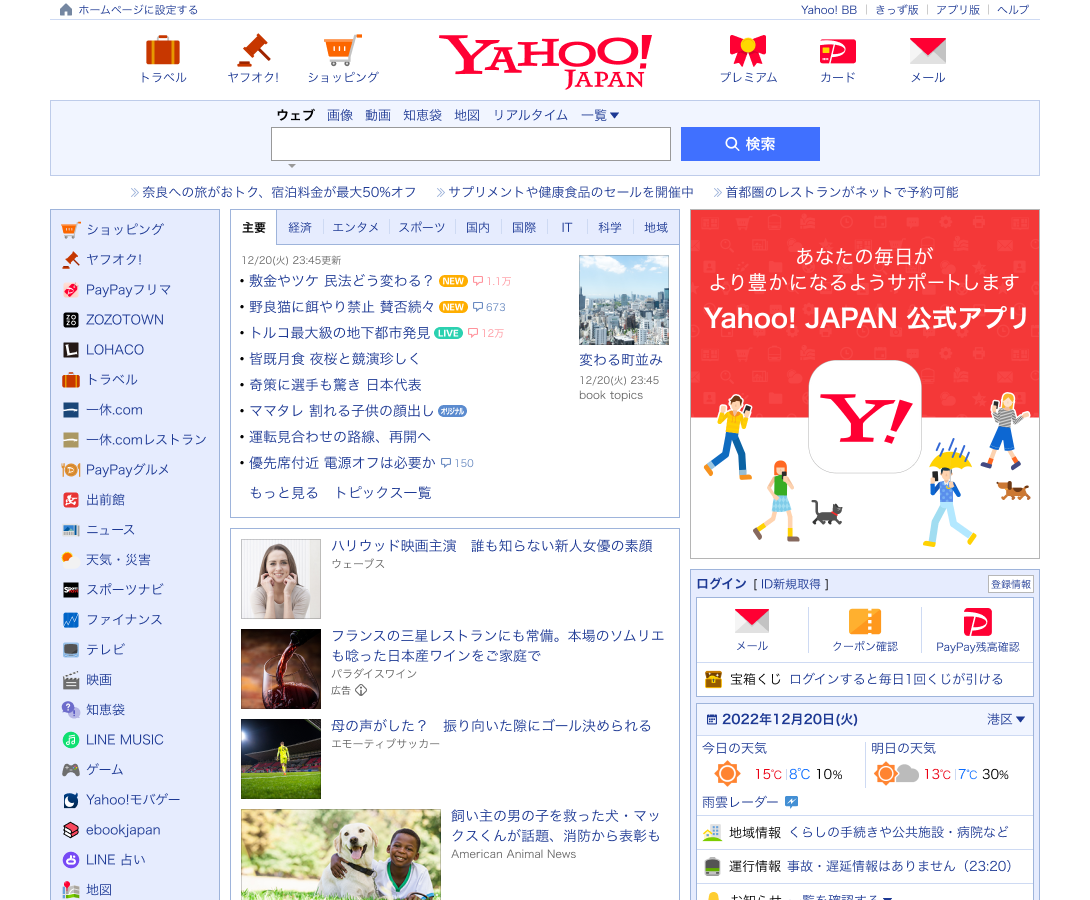 ホームページに設定する
Yahoo! BB
きっず版
アプリ版
ヘルプ
トラベル
ヤフオク!
ショッピング
YAHOO!
JAPAN
プレミアム
カード
メール
ウェブ 画像 動画 知恵袋 地図 リアルタイム 一覧▼
検索
奈良への旅がおトク、宿泊料金が最大50%オフ
サプリメントや健康食品のセールを開催中
首都圏のレストランがネットで予約可能
ショッピング
ヤフオク!
PayPayフリマ
ZOZOTOWN
LOHACO
トラベル
一休.com
一休.comレストラン
PayPayグルメ
出前館
ニュース
天気・災害
スポーツナビ
ファイナンス
テレビ
映画
知恵袋
LINE MUSIC
ゲーム
Yahoo!モバゲー
ebookjapan
LINE 占い
地図
主要 経済 エンタメ スポーツ 国内 国際 IT 科学 地域
12/20(火) 23:45更新
・敷金やツケ 民法どう変わる？ NEW 1.1万
・野良猫に餌やり禁止 賛否続々 NEW 673
・トルコ最大級の地下都市発見 LIVE 12万
・皆既月食 夜桜と競演珍しく
・奇策に選手も驚き 日本代表
・ママタレ 割れる子供の顔出し オリジナル
・運転見合わせの路線、再開へ
・優先席付近 電源オフは必要か 150
もっと見る トピックス一覧
変わる町並み
12/20(火) 23:45
book topics
ハリウッド映画主演　誰も知らない新人女優の素顔
ウェーブス
フランスの三星レストランにも常備。本場のソムリエ
も唸った日本産ワインをご家庭で
パラダイスワイン
広告
母の声がした？　振り向いた隙にゴール決められる
エモーティブサッカー
飼い主の男の子を救った犬・マッ
クスくんが話題、消防から表彰も
American Animal News
あなたの毎日が
より豊かになるようサポートします
Yahoo! JAPAN 公式アプリ
Y!
ログイン [ ID新規取得 ]
登録情報
メール
クーポン確認
PayPay残高確認
宝箱くじ ログインすると毎日1回くじが引ける
2022年12月20日(火)
港区▼
今日の天気
15℃ 8℃ 10%
明日の天気
13℃ 7℃ 30%
雨雲レーダー
地域情報 くらしの手続きや公共施設・病院など
運行情報 事故・遅延情報はありません（23:20）